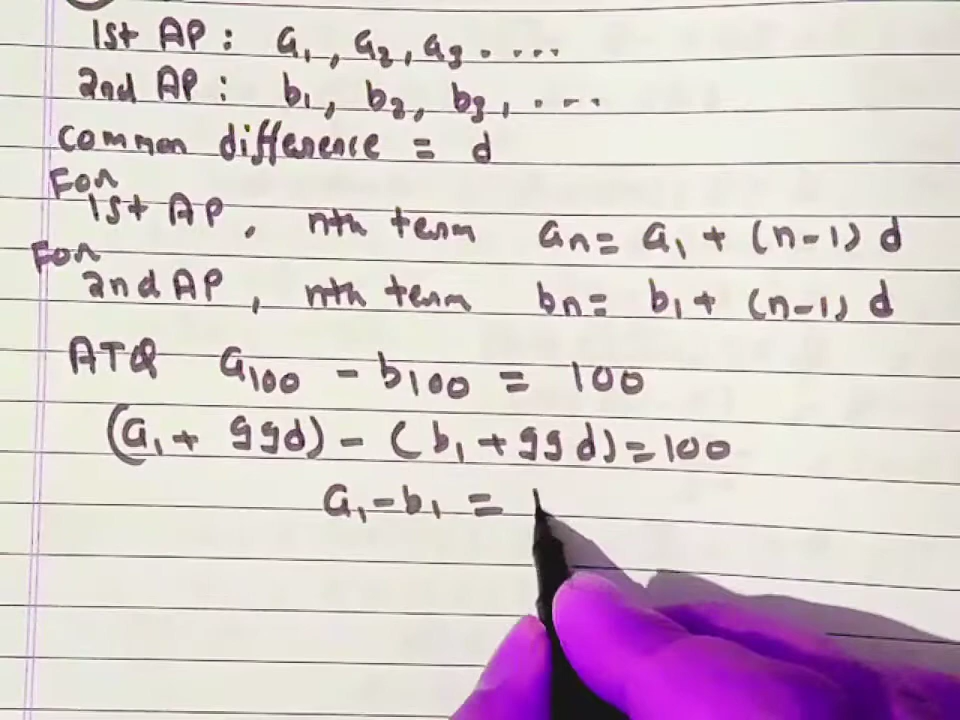 1st AP : a₁, a₂, a₃ . ...
2nd AP : b₁, b₂, b₃, . ...
common difference = d
For
1st AP, nth term an = a₁ + (n-1) d
For
2nd AP, nth term bn = b₁ + (n-1) d
ATQ a₁₀₀ - b₁₀₀ = 100
(a₁ + 99d) - (b₁ + 99d) = 100
a₁ - b₁ =